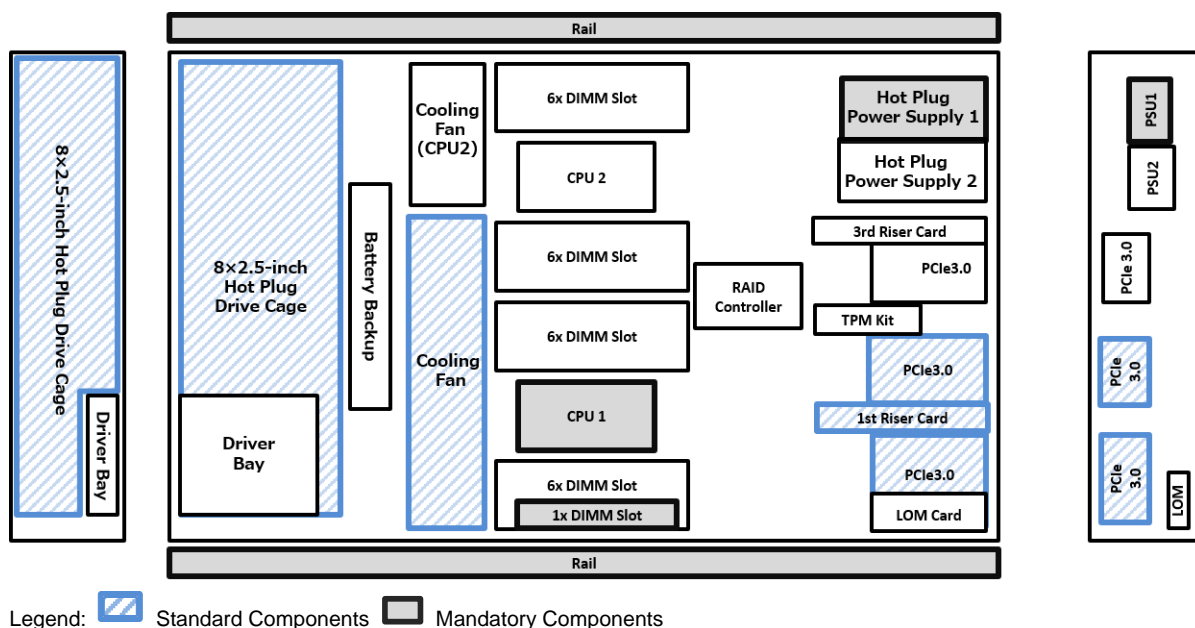 Rail
8×2.5-inch Hot Plug Drive Cage
Driver Bay
8×2.5-inch
Hot Plug
Drive Cage
Driver
Bay
Battery Backup
Cooling
Fan
(CPU2)
Cooling
Fan
6x DIMM Slot
CPU 2
6x DIMM Slot
6x DIMM Slot
CPU 1
6x DIMM Slot
1x DIMM Slot
RAID
Controller
Hot Plug
Power Supply 1
Hot Plug
Power Supply 2
3rd Riser Card
PCIe3.0
TPM Kit
PCIe3.0
1st Riser Card
PCIe3.0
LOM Card
PSU1
PSU2
PCIe 3.0
PCIe
3.0
PCIe
3.0
LOM
Rail
Legend: Standard Components Mandatory Components